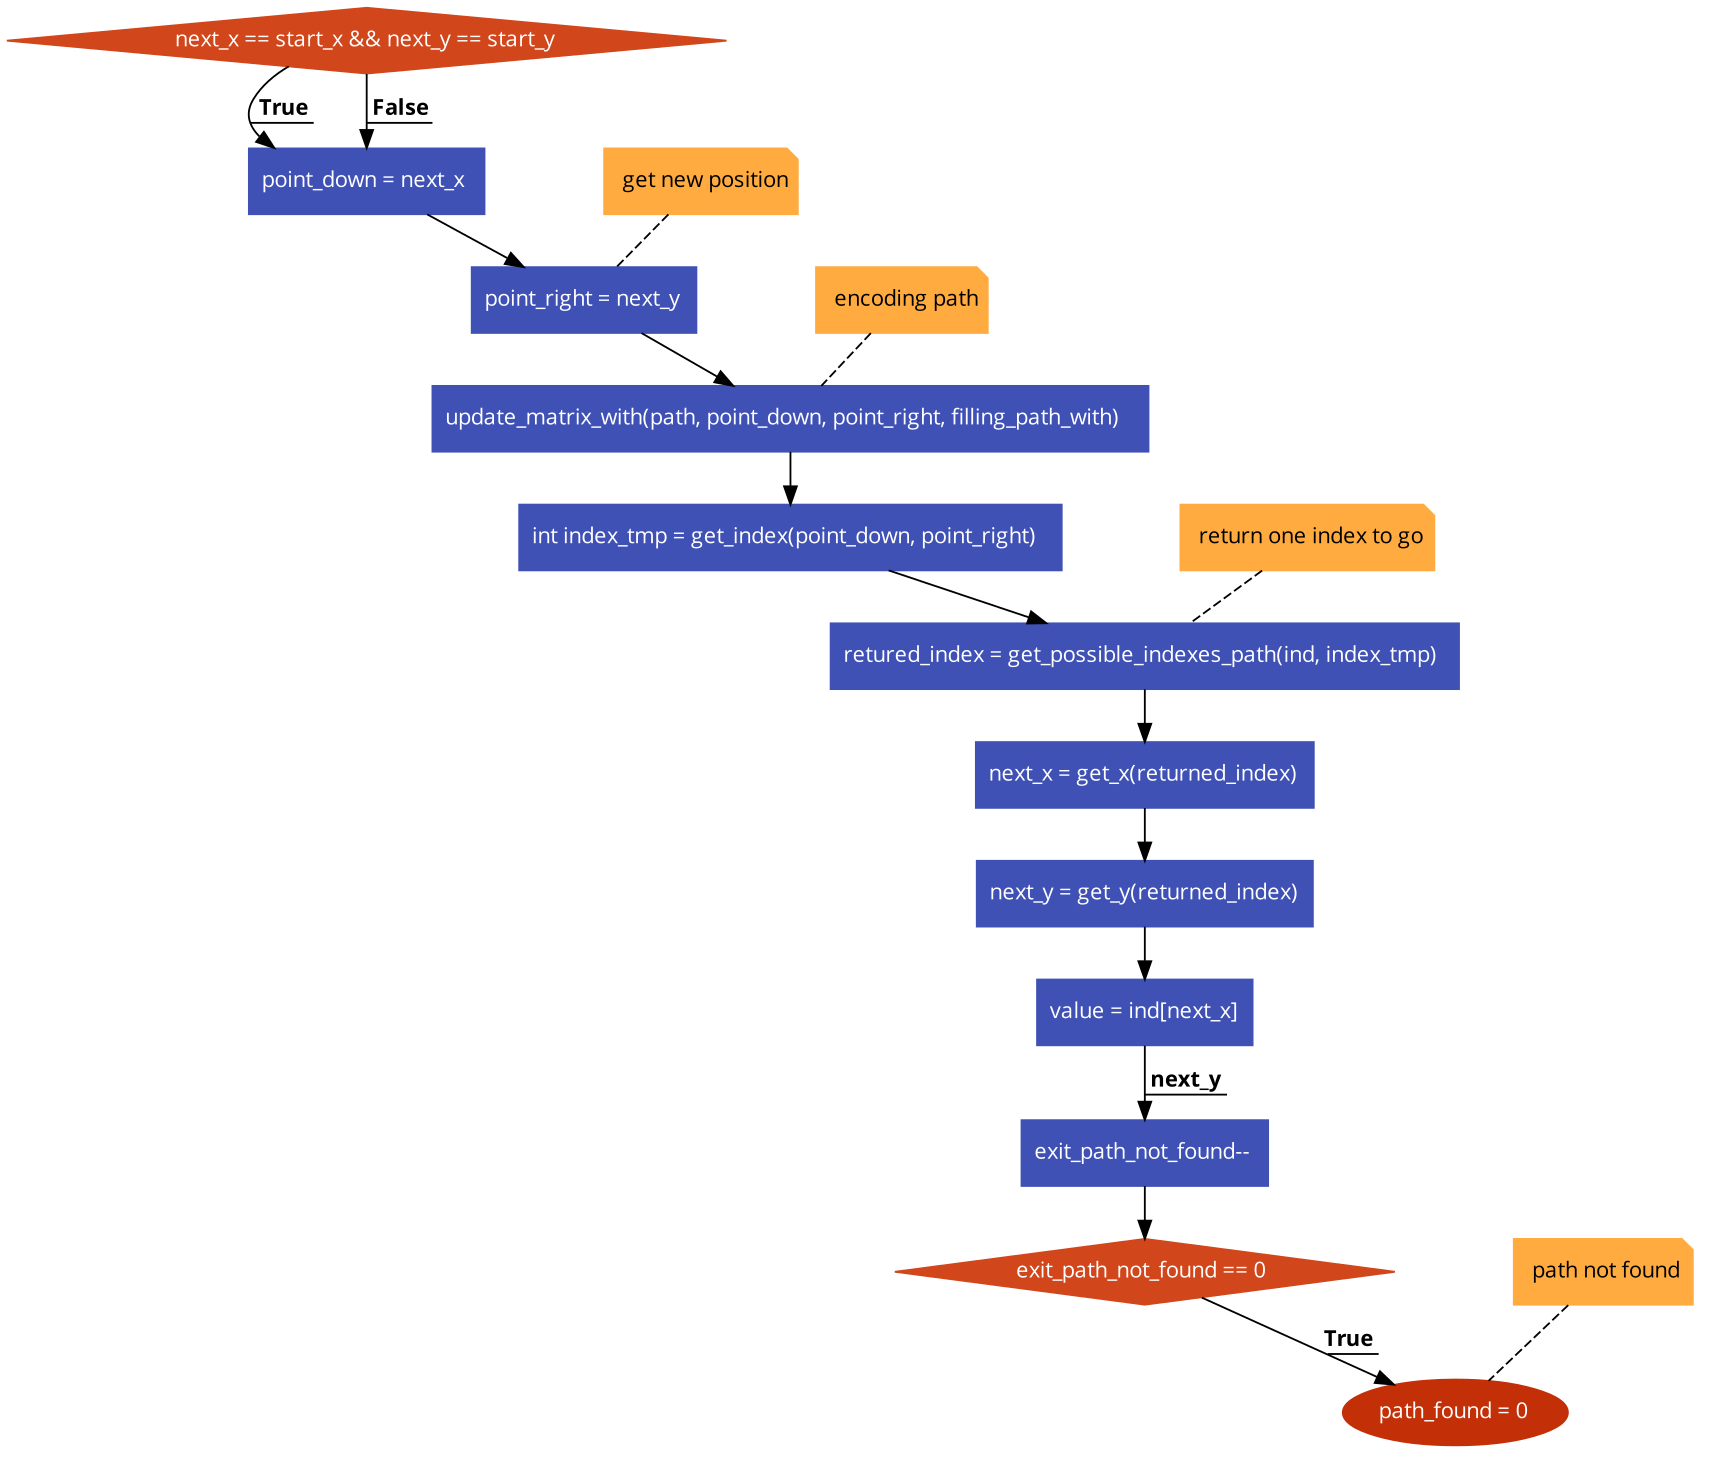 next_x == start_x && next_y == start_y
True
False
point_down = next_x
get new position
point_right = next_y
encoding path
update_matrix_with(path, point_down, point_right, filling_path_with)
int index_tmp = get_index(point_down, point_right)
return one index to go
retured_index = get_possible_indexes_path(ind, index_tmp)
next_x = get_x(returned_index)
next_y = get_y(returned_index)
value = ind[next_x]
next_y
exit_path_not_found--
exit_path_not_found == 0
path not found
True
path_found = 0